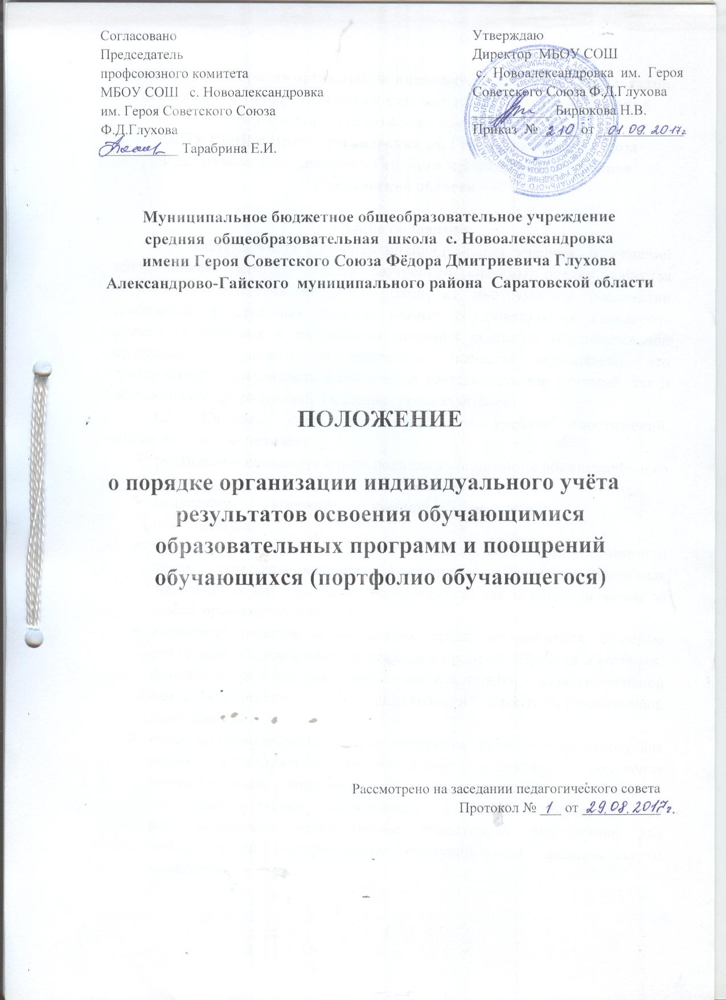 Согласовано
Председатель
профсоюзного комитета
МБОУ СОШ с. Новоалександровка
им. Героя Советского Союза
Ф.Д.Глухова
Тарабрина Е.И.
Утверждаю
Директор МБОУ СОШ
с. Новоалександровка им. Героя
Советского Союза Ф.Д.Глухова
Бирюкова Н.В.
Приказ № 210 от 01.09.2017г
Муниципальное бюджетное общеобразовательное учреждение
средняя общеобразовательная школа с. Новоалександровка
имени Героя Советского Союза Фёдора Дмитриевича Глухова
Александрово-Гайского муниципального района Саратовской области
ПОЛОЖЕНИЕ
о порядке организации индивидуального учёта
результатов освоения обучающимися
образовательных программ и поощрений
обучающихся (портфолио обучающегося)
Рассмотрено на заседании педагогического совета
Протокол № 1 от 29.08.2017г.